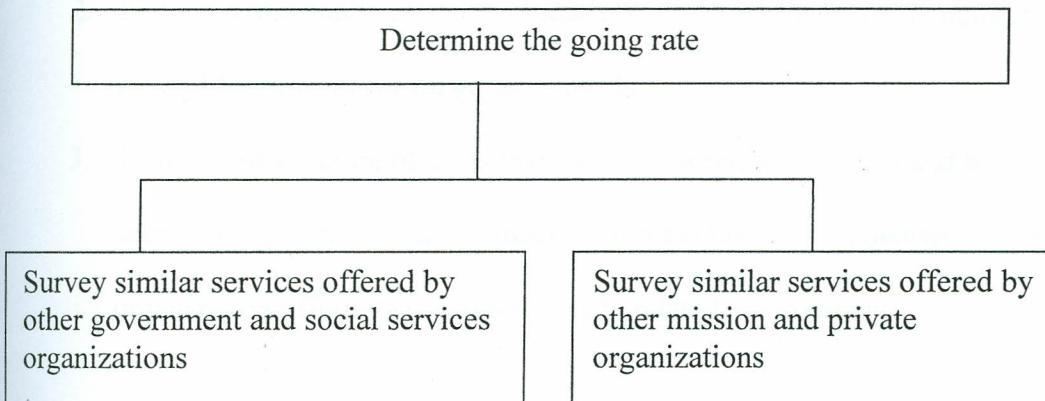 Determine the going rate
Survey similar services offered by
other government and social services
organizations
Survey similar services offered by
other mission and private
organizations